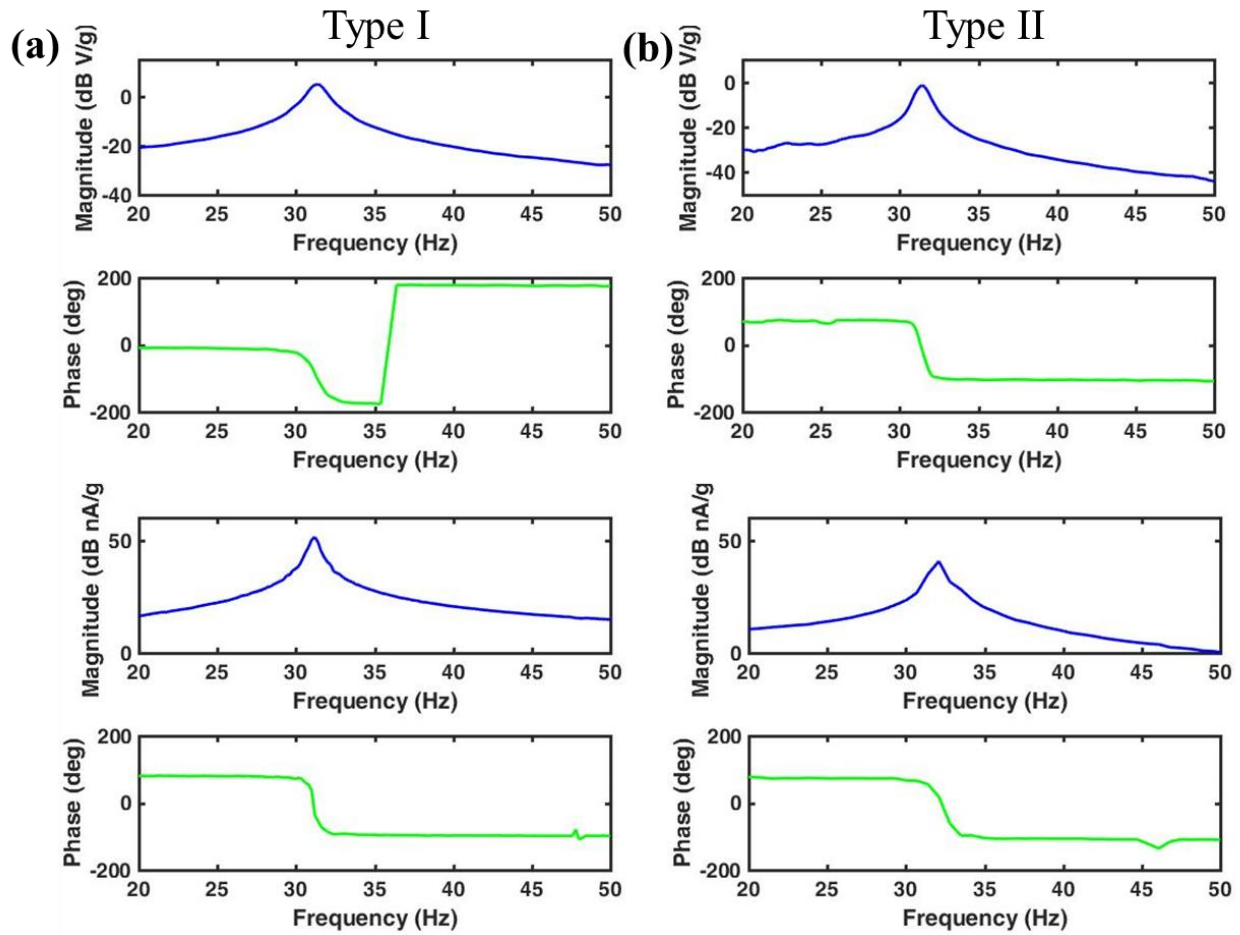 (a)
Type I
Magnitude (dB V/g)
0
-20
-40
20 25 30 35 40 45 50
Frequency (Hz)
Phase (deg)
200
0
-200
20 25 30 35 40 45 50
Frequency (Hz)
Magnitude (dB nA/g
50
0
20 25 30 35 40 45 50
Frequency (Hz)
Phase (deg)
200
0
-200
20 25 30 35 40 45 50
Frequency (Hz)
(b)
Type II
Magnitude (dB V/g)
0
-20
-40
20 25 30 35 40 45 50
Frequency (Hz)
Phase (deg)
200
0
-200
20 25 30 35 40 45 50
Frequency (Hz)
Magnitude (dB nA/g
50
0
20 25 30 35 40 45 50
Frequency (Hz)
Phase (deg)
200
0
-200
20 25 30 35 40 45 50
Frequency (Hz)